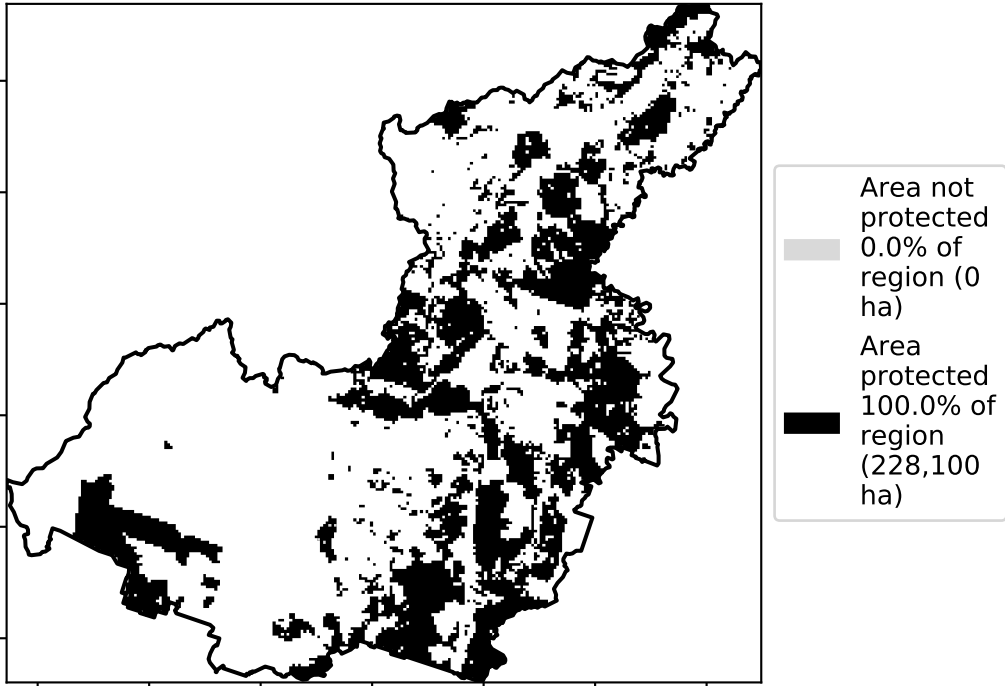 Area not
protected
0.0% of
region (0
ha)
Area
protected
100.0% of
region
(228,100
ha)